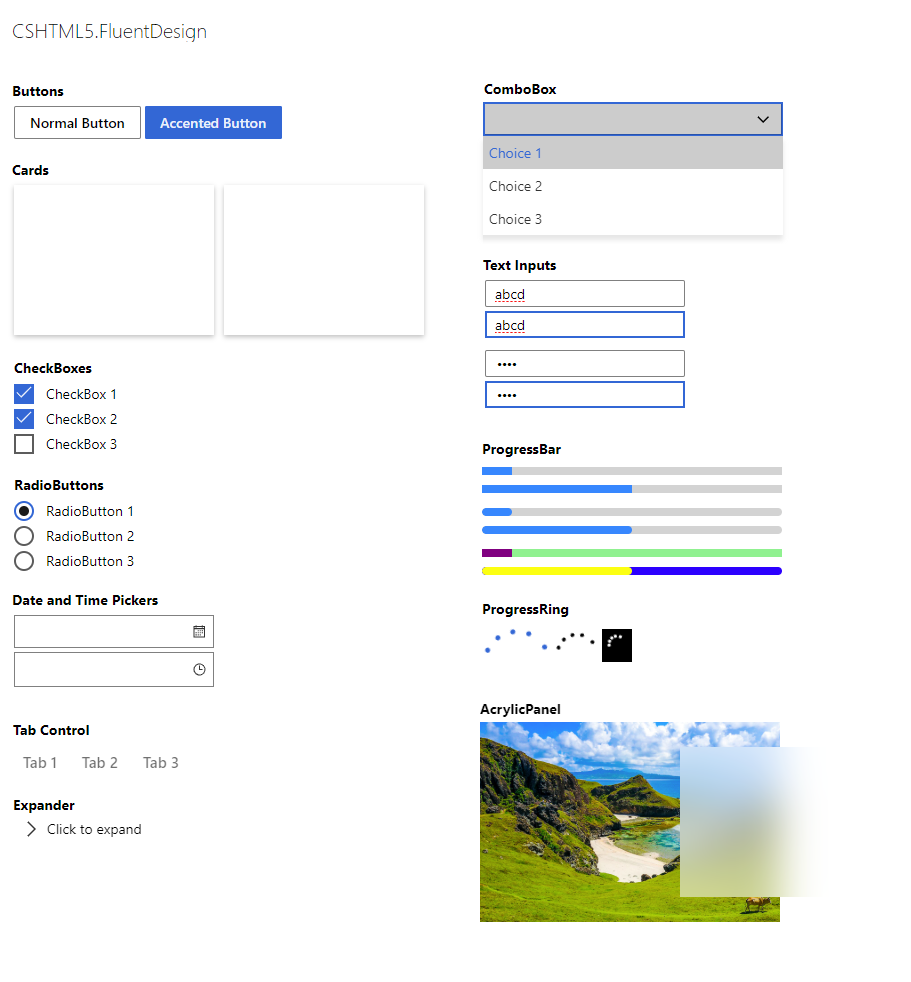 CSHTML5.FluentDesign
Buttons
Normal Button
Accented Button
Cards
CheckBoxes
CheckBox 1
CheckBox 2
CheckBox 3
RadioButtons
RadioButton 1
RadioButton 2
RadioButton 3
Date and Time Pickers
Tab Control
Tab 1
Tab 2
Tab 3
Expander
Click to expand
ComboBox
Choice 1
Choice 2
Choice 3
Text Inputs
abcd
abcd
••••
••••
ProgressBar
ProgressRing
AcrylicPanel